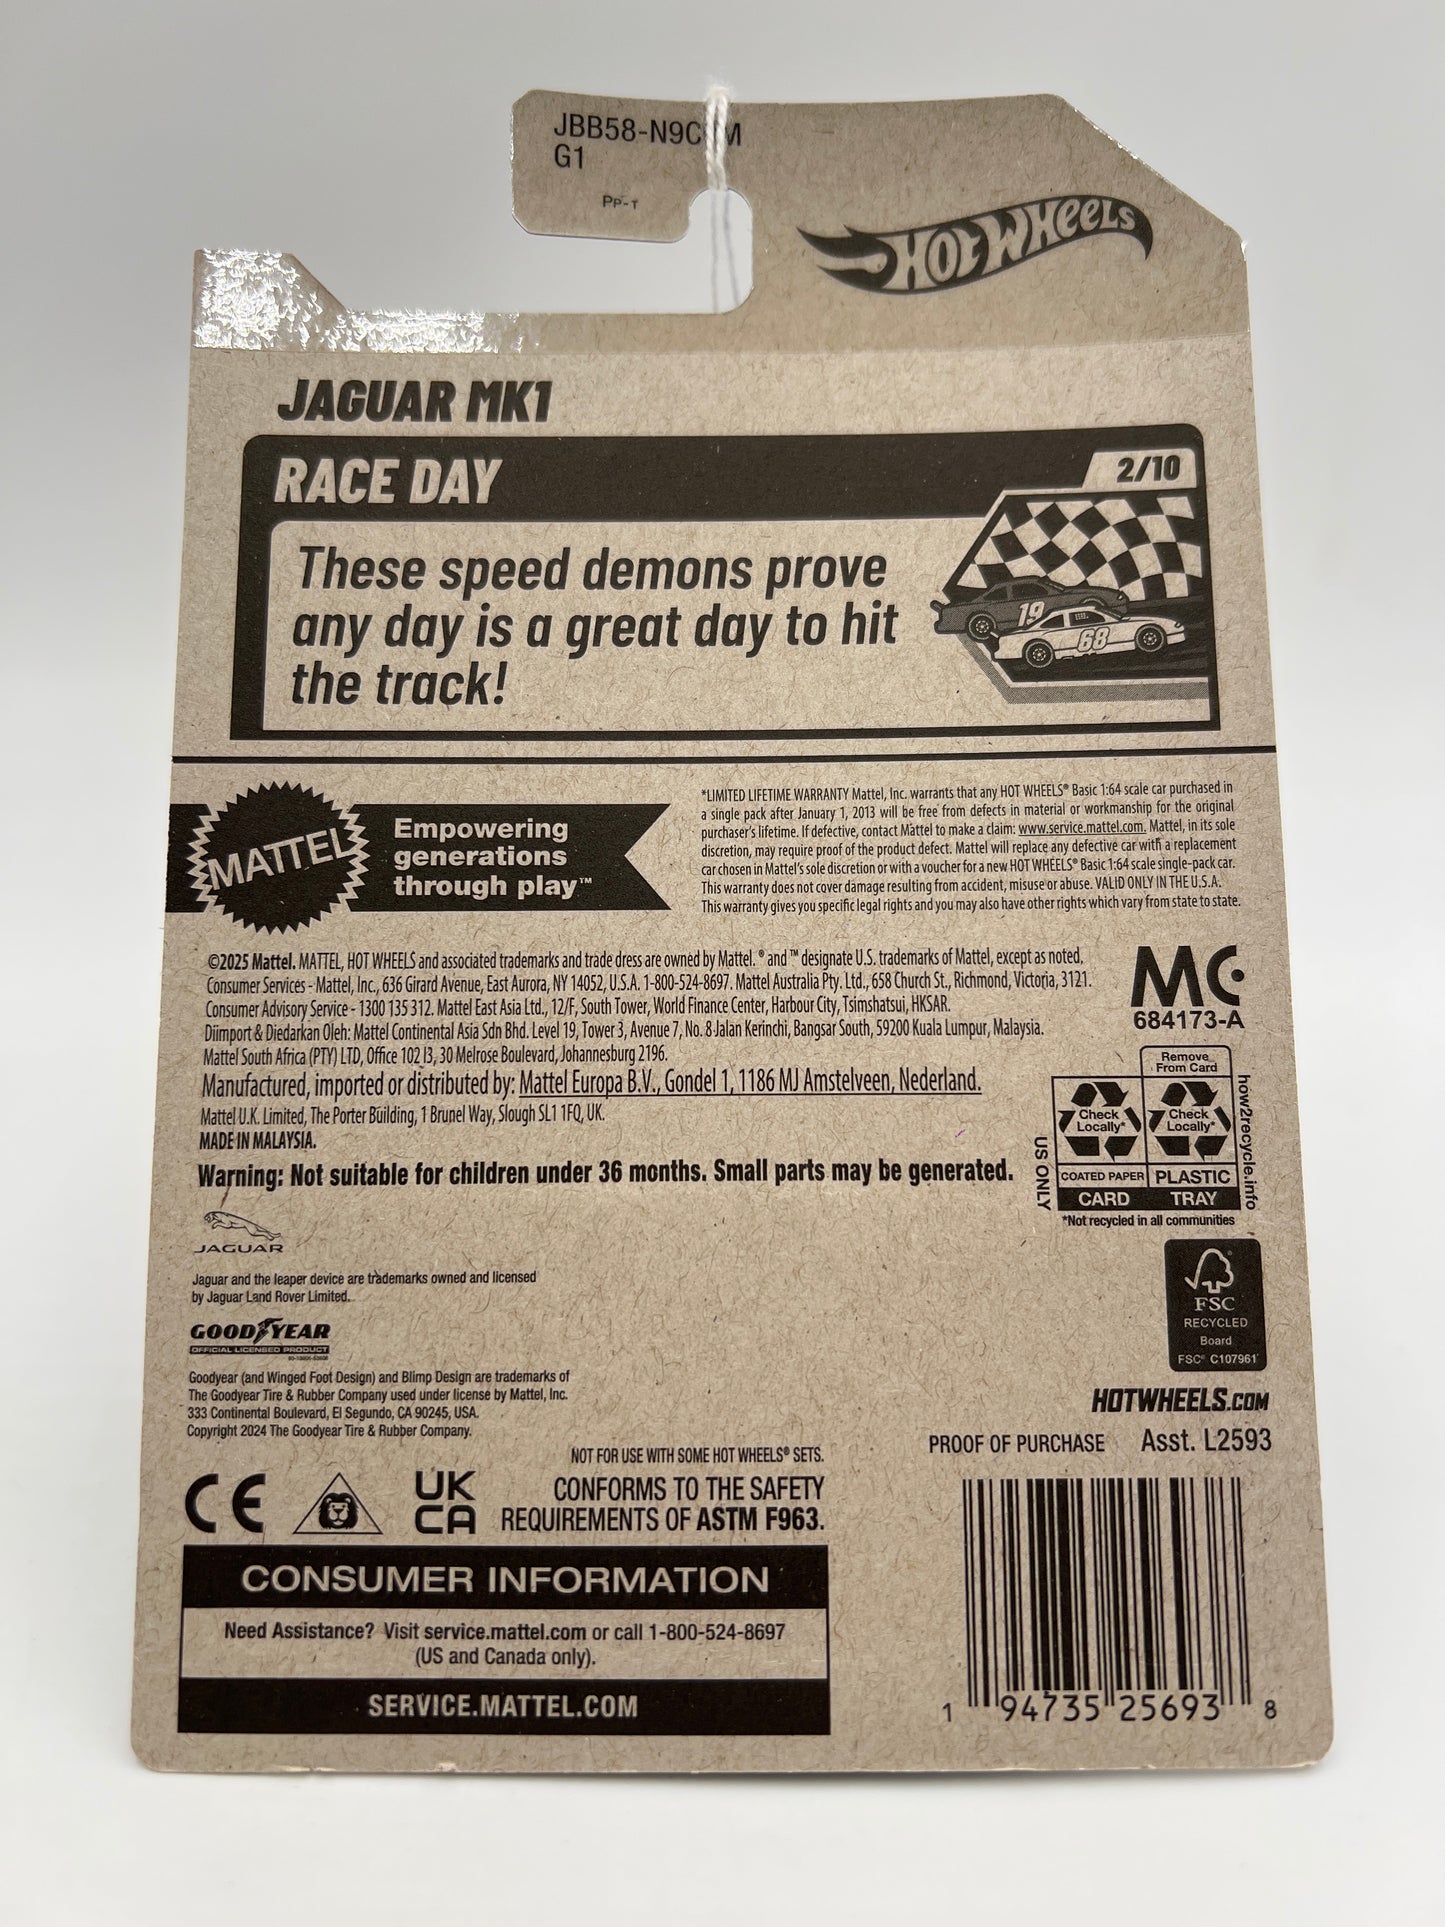 JBB58-N9C M
G1
PP-T
HOT WHEELS
JAGUAR MK1
RACE DAY
2/10
These speed demons prove
any day is a great day to hit
the track!
19
68
MATTEL
Empowering
generations
through play™
*LIMITED LIFETIME WARRANTY Mattel, Inc. warrants that any HOT WHEELS® Basic 1:64 scale car purchased in
a single pack after January 1, 2013 will be free from defects in material or workmanship for the original
purchaser's lifetime. If defective, contact Mattel to make a claim: www.service.mattel.com. Mattel, in its sole
discretion, may require proof of the product defect. Mattel will replace any defective car with a replacement
car chosen in Mattel's sole discretion or with a voucher for a new HOT WHEELS® Basic 1:64 scale single-pack car.
This warranty does not cover damage resulting from accident, misuse or abuse. VALID ONLY IN THE U.S.A.
This warranty gives you specific legal rights and you may also have other rights which vary from state to state.
©2025 Mattel. MATTEL, HOT WHEELS and associated trademarks and trade dress are owned by Mattel. ® and ™ designate U.S. trademarks of Mattel, except as noted,
Consumer Services - Mattel, Inc., 636 Girard Avenue, East Aurora, NY 14052, U.S.A. 1-800-524-8697. Mattel Australia Pty. Ltd., 658 Church St., Richmond, Victoria, 3121.
Consumer Advisory Service - 1300 135 312. Mattel East Asia Ltd., 12/F, South Tower, World Finance Center, Harbour City, Tsimshatsui, HKSAR.
Diimport & Diedarkan Oleh: Mattel Continental Asia Sdn Bhd. Level 19, Tower 3, Avenue 7, No. 8 Jalan Kerinchi, Bangsar South, 59200 Kuala Lumpur, Malaysia.
Mattel South Africa (PTY) LTD, Office 102 I3, 30 Melrose Boulevard, Johannesburg 2196.
Manufactured, imported or distributed by: Mattel Europa B.V., Gondel 1, 1186 MJ Amstelveen, Nederland.
Mattel U.K. Limited, The Porter Building, 1 Brunel Way, Slough SL1 1FQ, UK.
MADE IN MALAYSIA.
Warning: Not suitable for children under 36 months. Small parts may be generated.
MC
684173-A
Remove
From Card
Check
Locally*
Check
Locally*
COATED PAPER
PLASTIC
CARD
TRAY
US ONLY
how2recycle.info
*Not recycled in all communities
JAGUAR
Jaguar and the leaper device are trademarks owned and licensed
by Jaguar Land Rover Limited.
GOODYEAR
OFFICIAL LICENSED PRODUCT
Goodyear (and Winged Foot Design) and Blimp Design are trademarks of
The Goodyear Tire & Rubber Company used under license by Mattel, Inc.
333 Continental Boulevard, El Segundo, CA 90245, USA.
Copyright 2024 The Goodyear Tire & Rubber Company.
FSC
RECYCLED
Board
FSC® C107961
HOTWHEELS.COM
PROOF OF PURCHASE
Asst. L2593
NOT FOR USE WITH SOME HOT WHEELS® SETS.
CE
UK
CA
CONFORMS TO THE SAFETY
REQUIREMENTS OF ASTM F963.
CONSUMER INFORMATION
Need Assistance? Visit service.mattel.com or call 1-800-524-8697
(US and Canada only).
SERVICE.MATTEL.COM
1 94735 25693 8